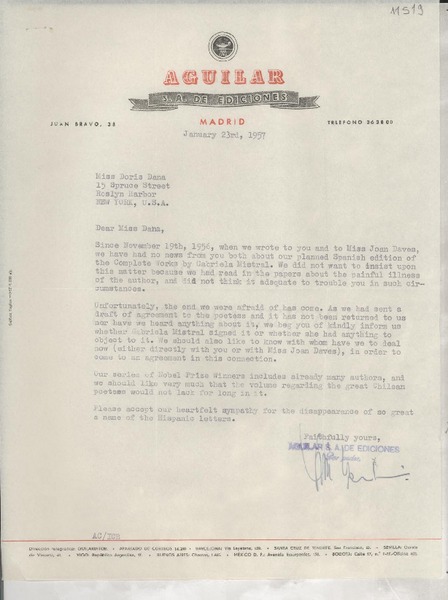 11519
AGUILAR
S. A. DE EDICIONES
MADRID
JUAN BRAVO, 38
TELEFONO 36 38 00
January 23rd, 1957
Miss Doris Dana
15 Spruce Street
Roslyn Harbor
NEW YORK, U.S.A.
Dear Miss Dana,
Since November 19th, 1956, when we wrote to you and to Miss Joan Daves,
we have had no news from you both about our planned Spanish edition of
the Complete Works by Gabriela Mistral. We did not want to insist upon
this matter because we had read in the papers about the painful illness
of the author, and did not think it adequate to trouble you in such cir-
cumstances.
Unfortunately, the end we were afraid of has come. As we had sent a
draft of agreement to the poetess and it has not been returned to us
nor have we heard anything about it, we beg you of kindly inform us
whether Gabriela Mistral signed it or whether she had anything to
object to it. We should also like to know with whom have we to deal
now (wither directly with you or with Miss Joan Daves), in order to
come to an agreement in this connection.
Our series of Nobel Prize Winners includes already many authors, and
we should like very much that the volume regarding the great Chilean
poetess would not lack for long in it.
Please accept our heartfelt sympathy for the disappearance of so great
a name of the Hispanic letters.
Faithfully yours,
AGUILAR S. A. DE EDICIONES